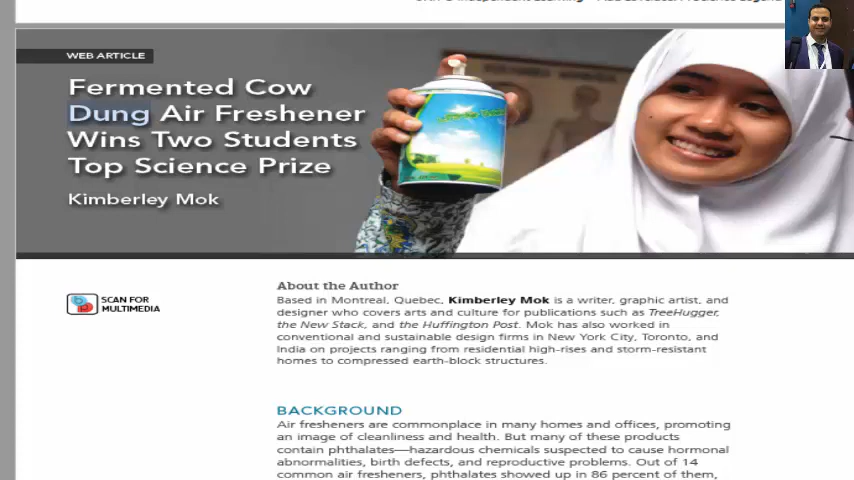 WEB ARTICLE
Fermented Cow
Dung Air Freshener
Wins Two Students
Top Science Prize
Kimberley Mok
SCAN FOR
MULTIMEDIA
About the Author
Based in Montreal, Quebec, Kimberley Mok is a writer, graphic artist, and
designer who covers arts and culture for publications such as TreeHugger,
the New Stack, and the Huffington Post. Mok has also worked in
conventional and sustainable design firms in New York City, Toronto, and
India on projects ranging from residential high-rises and storm-resistant
homes to compressed earth-block structures.
BACKGROUND
Air fresheners are commonplace in many homes and offices, promoting
an image of cleanliness and health. But many of these products
contain phthalates—hazardous chemicals suspected to cause hormonal
abnormalities, birth defects, and reproductive problems. Out of 14
common air fresheners, phthalates showed up in 86 percent of them,